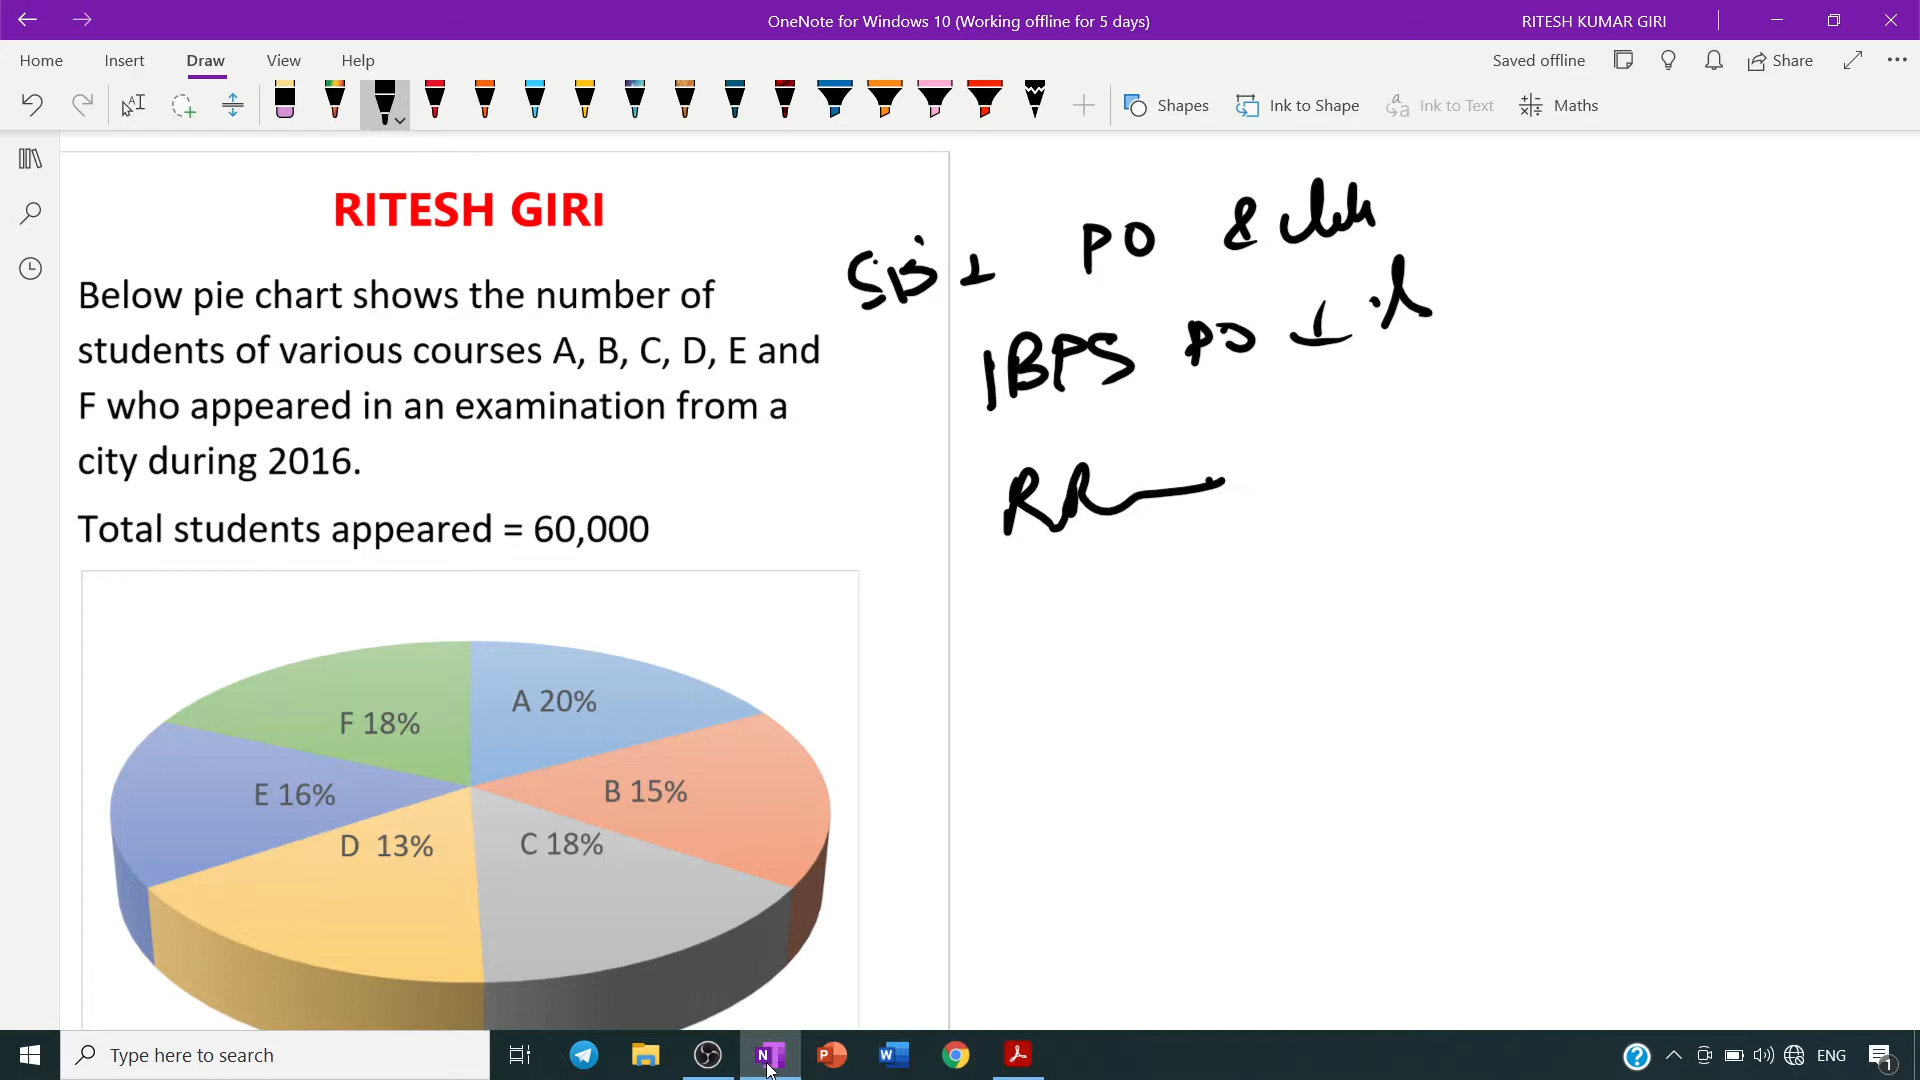 OneNote for Windows 10 (Working offline for 5 days)
RITESH KUMAR GIRI
Home Insert Draw View Help
Saved offline
Share
Shapes Ink to Shape Ink to Text Maths
RITESH GIRI
Below pie chart shows the number of
students of various courses A, B, C, D, E and
F who appeared in an examination from a
city during 2016.
Total students appeared = 60,000
A 20%
F 18%
B 15%
E 16%
C 18%
D 13%
SBI PO &
IBPS PO
RR
Type here to search
ENG
1